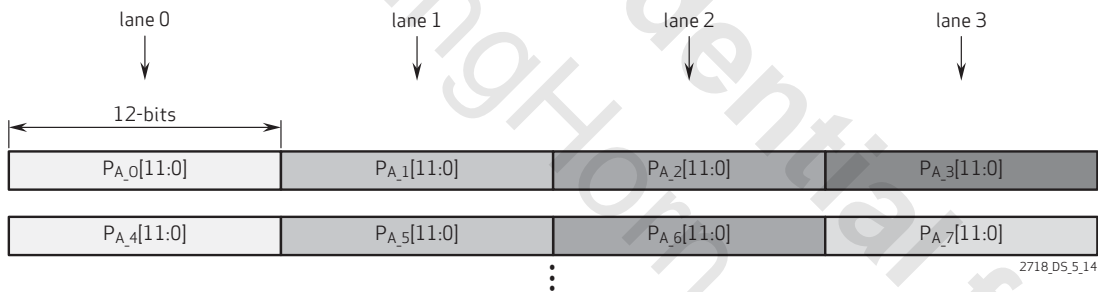 lane 0 lane 1 lane 2 lane 3
12-bits
PA_0[11:0] PA_1[11:0] PA_2[11:0] PA_3[11:0]
PA_4[11:0] PA_5[11:0] PA_6[11:0] PA_7[11:0]
2718_DS_5_14